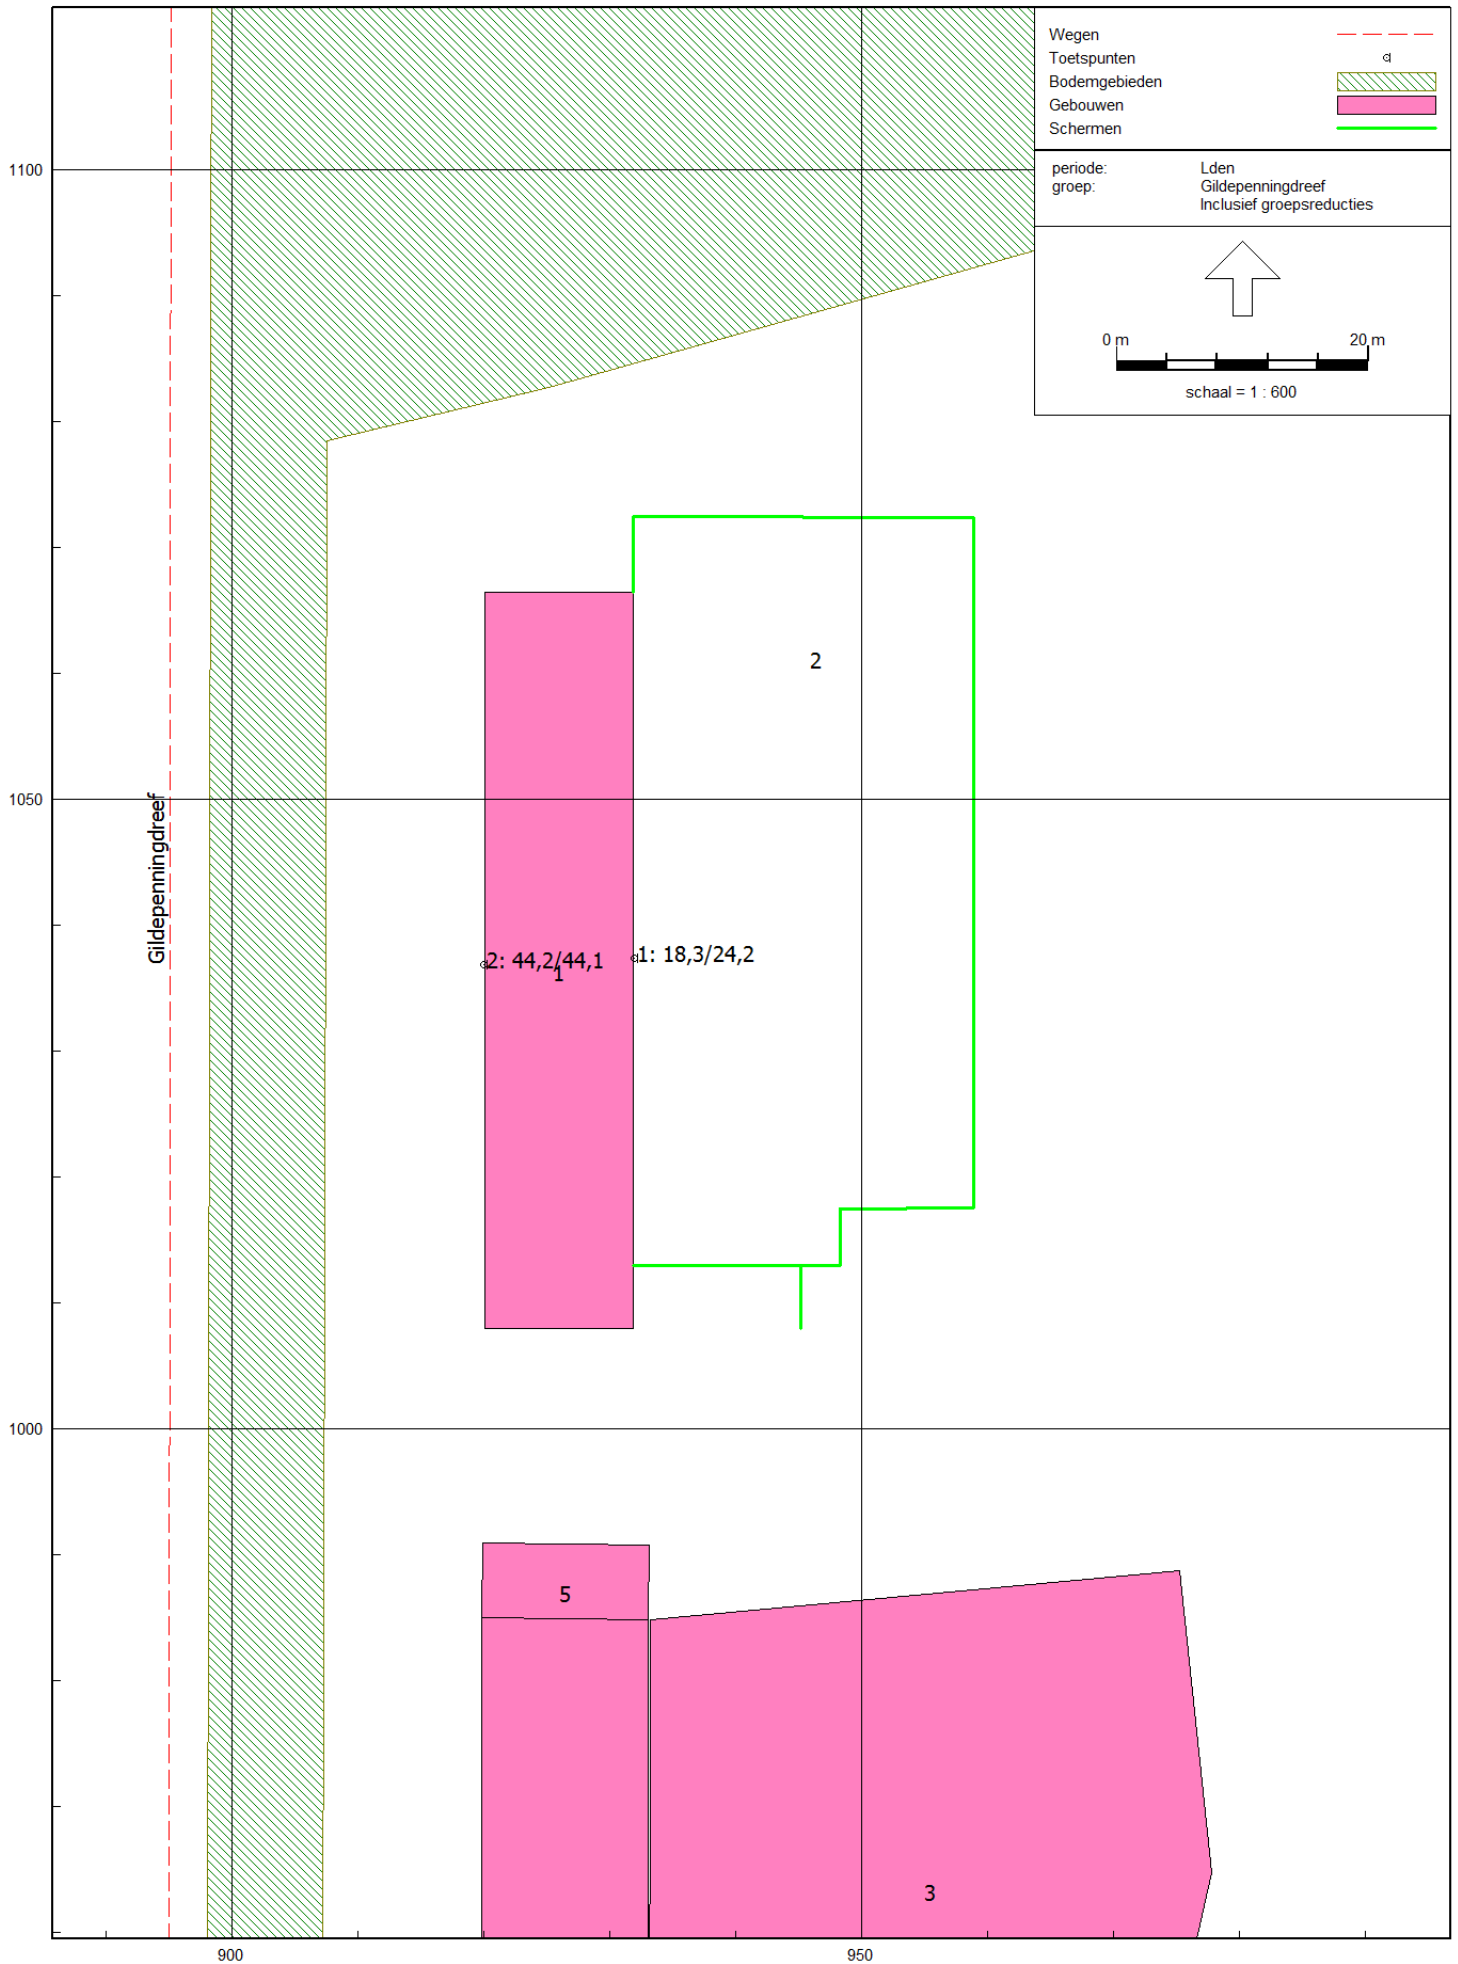 Wegen
Toetspunten
Bodemgebieden
Gebouwen
Schermen
periode: Lden
groep: Gildepenningdreef
Inclusief groepsreducties
0 m 20 m
schaal = 1 : 600
1100
2
1050
Gildepenningdreef
2: 44,2/44,1
1
1: 18,3/24,2
1000
5
3
900 950